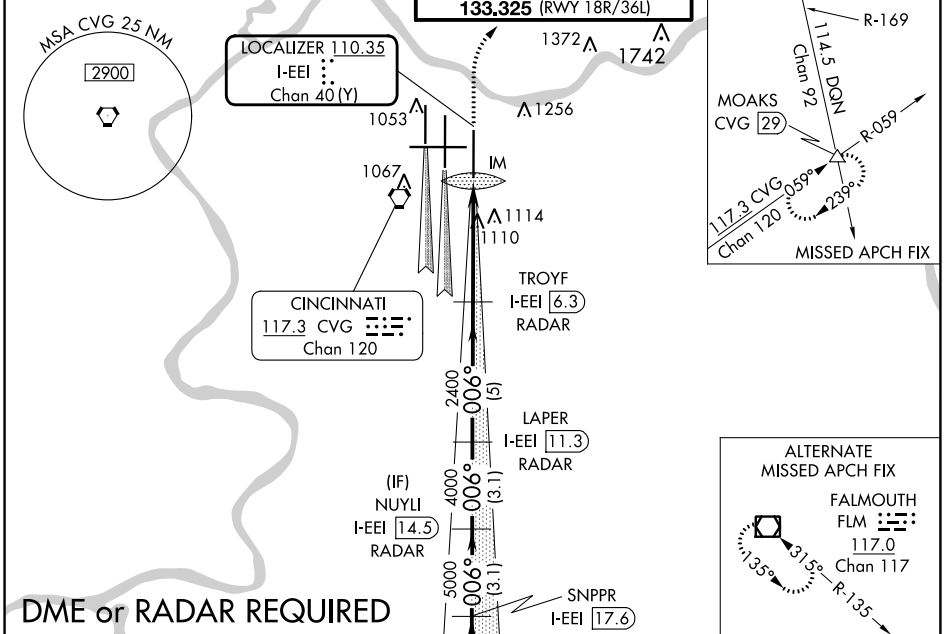 133.325 (RWY 18R/36L)
MSA CVG 25 NM
2900
LOCALIZER 110.35
I-EEI
Chan 40 (Y)
1372
1742
1053
1256
1067
IM
1114
1110
R-169
114.5 DQN
Chan 92
MOAKS
CVG 29
R-059
059°
239°
117.3 CVG
Chan 120
MISSED APCH FIX
CINCINNATI
117.3 CVG
Chan 120
TROYF
I-EEI 6.3
RADAR
2400
006°
(5)
LAPER
I-EEI 11.3
RADAR
4000
006°
(3.1)
(IF)
NUYLI
I-EEI 14.5
RADAR
5000
006°
(3.1)
SNPPR
I-EEI 17.6
DME or RADAR REQUIRED
ALTERNATE
MISSED APCH FIX
FALMOUTH
FLM
117.0
Chan 117
135°
315°
R-135